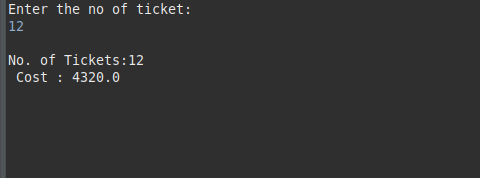 Enter the no of ticket:
12
No. of Tickets:12
Cost : 4320.0